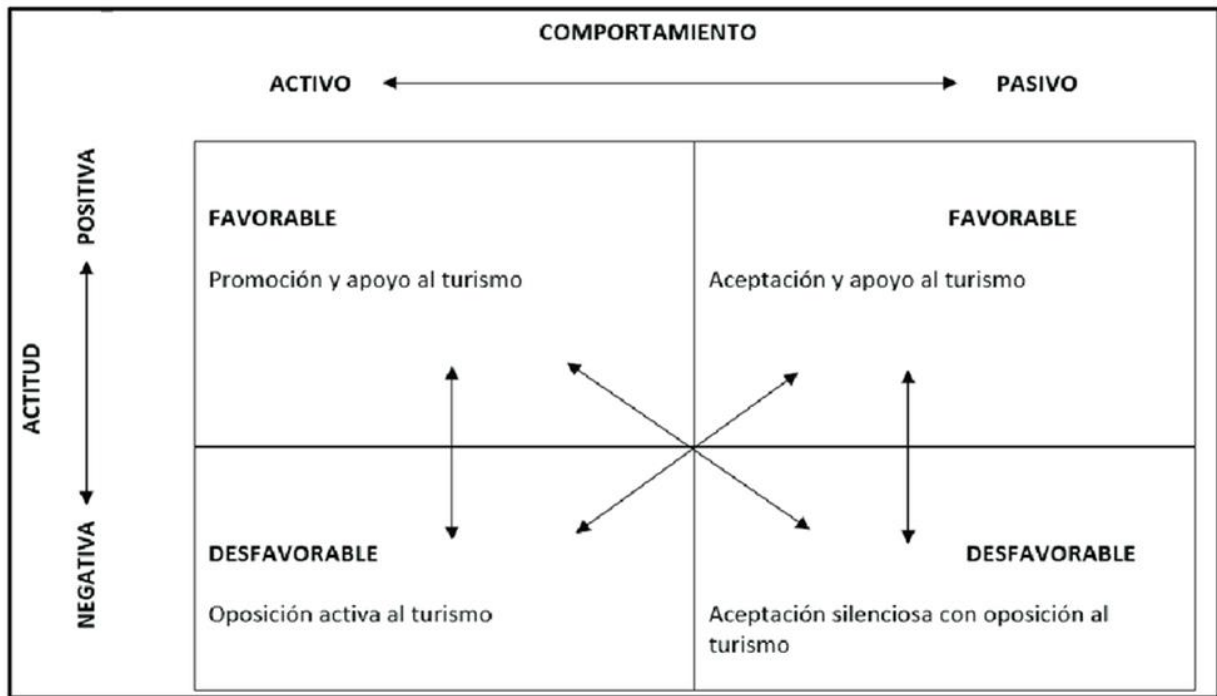 COMPORTAMIENTO
ACTIVO
PASIVO
ACTITUD
POSITIVA
NEGATIVA
FAVORABLE
Promoción y apoyo al turismo
FAVORABLE
Aceptación y apoyo al turismo
DESFAVORABLE
Oposición activa al turismo
DESFAVORABLE
Aceptación silenciosa con oposición al
turismo